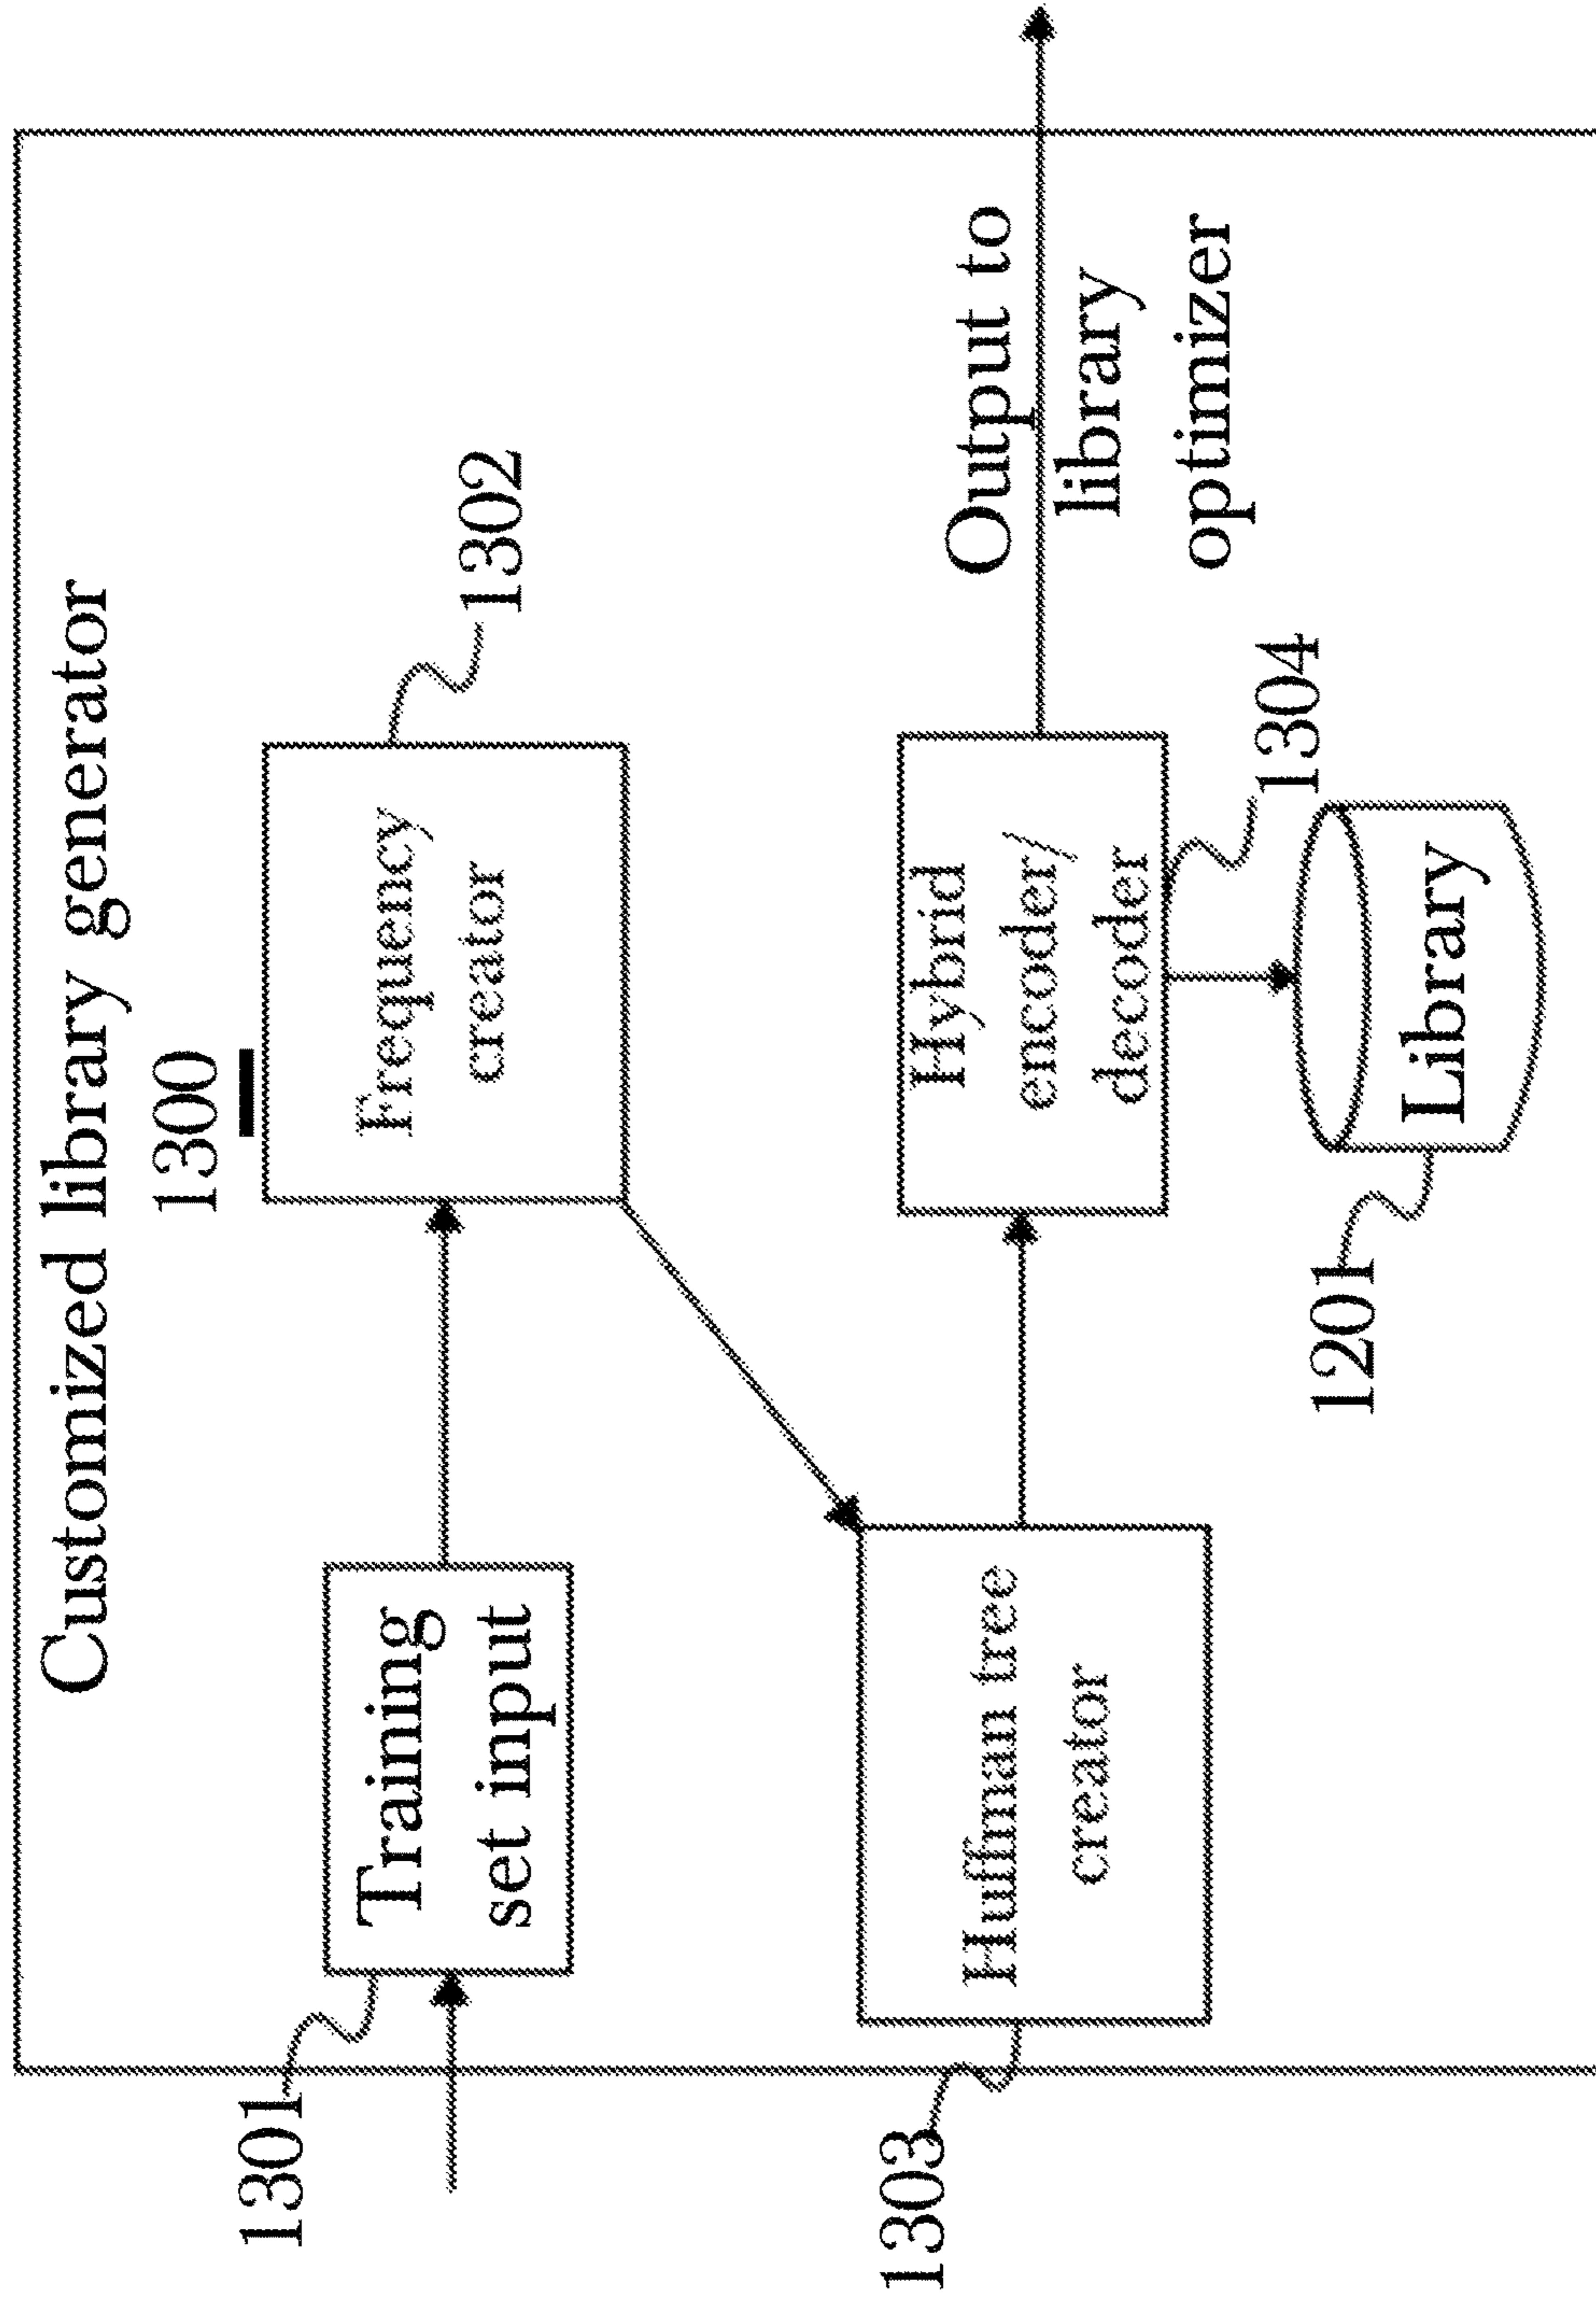 Customized library generator
1300
1301
Training
set input
Frequency
creator
1302
1303
Huffman tree
creator
Hybrid
encoder/
decoder
1304
Output to
library
optimizer
1201
Library